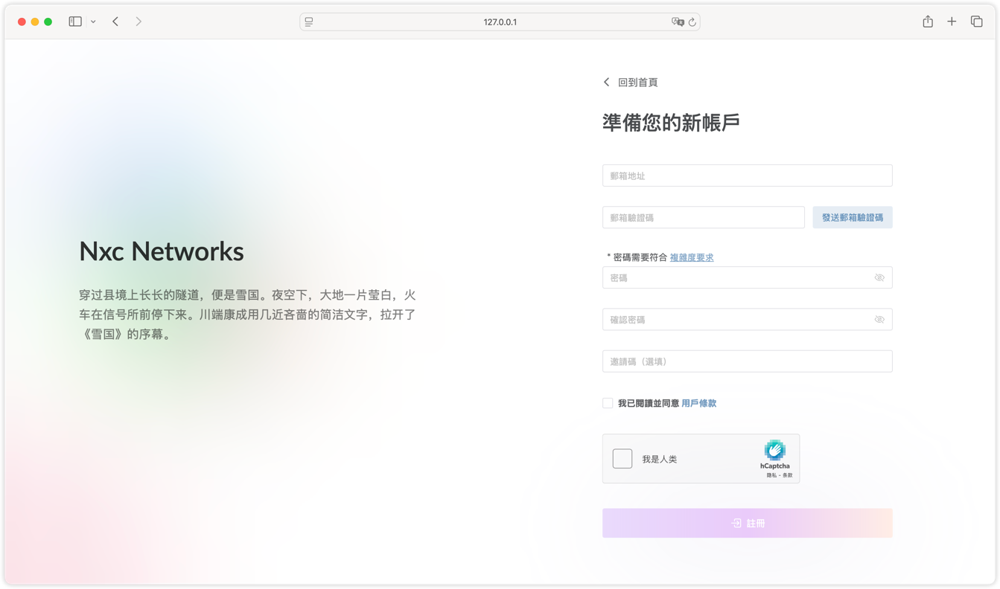 127.0.0.1
回到首頁
準備您的新帳戶
郵箱地址
郵箱驗證碼
發送郵箱驗證碼
* 密碼需要符合 複雜度要求
密碼
確認密碼
邀請碼（選填）
我已閱讀並同意 用戶條款
我是人类
hCaptcha
隐私 - 条款
註冊
Nxc Networks
穿过县境上长长的隧道，便是雪国。夜空下，大地一片莹白，火
车在信号所前停下来。川端康成用几近吝啬的简洁文字，拉开了
《雪国》的序幕。